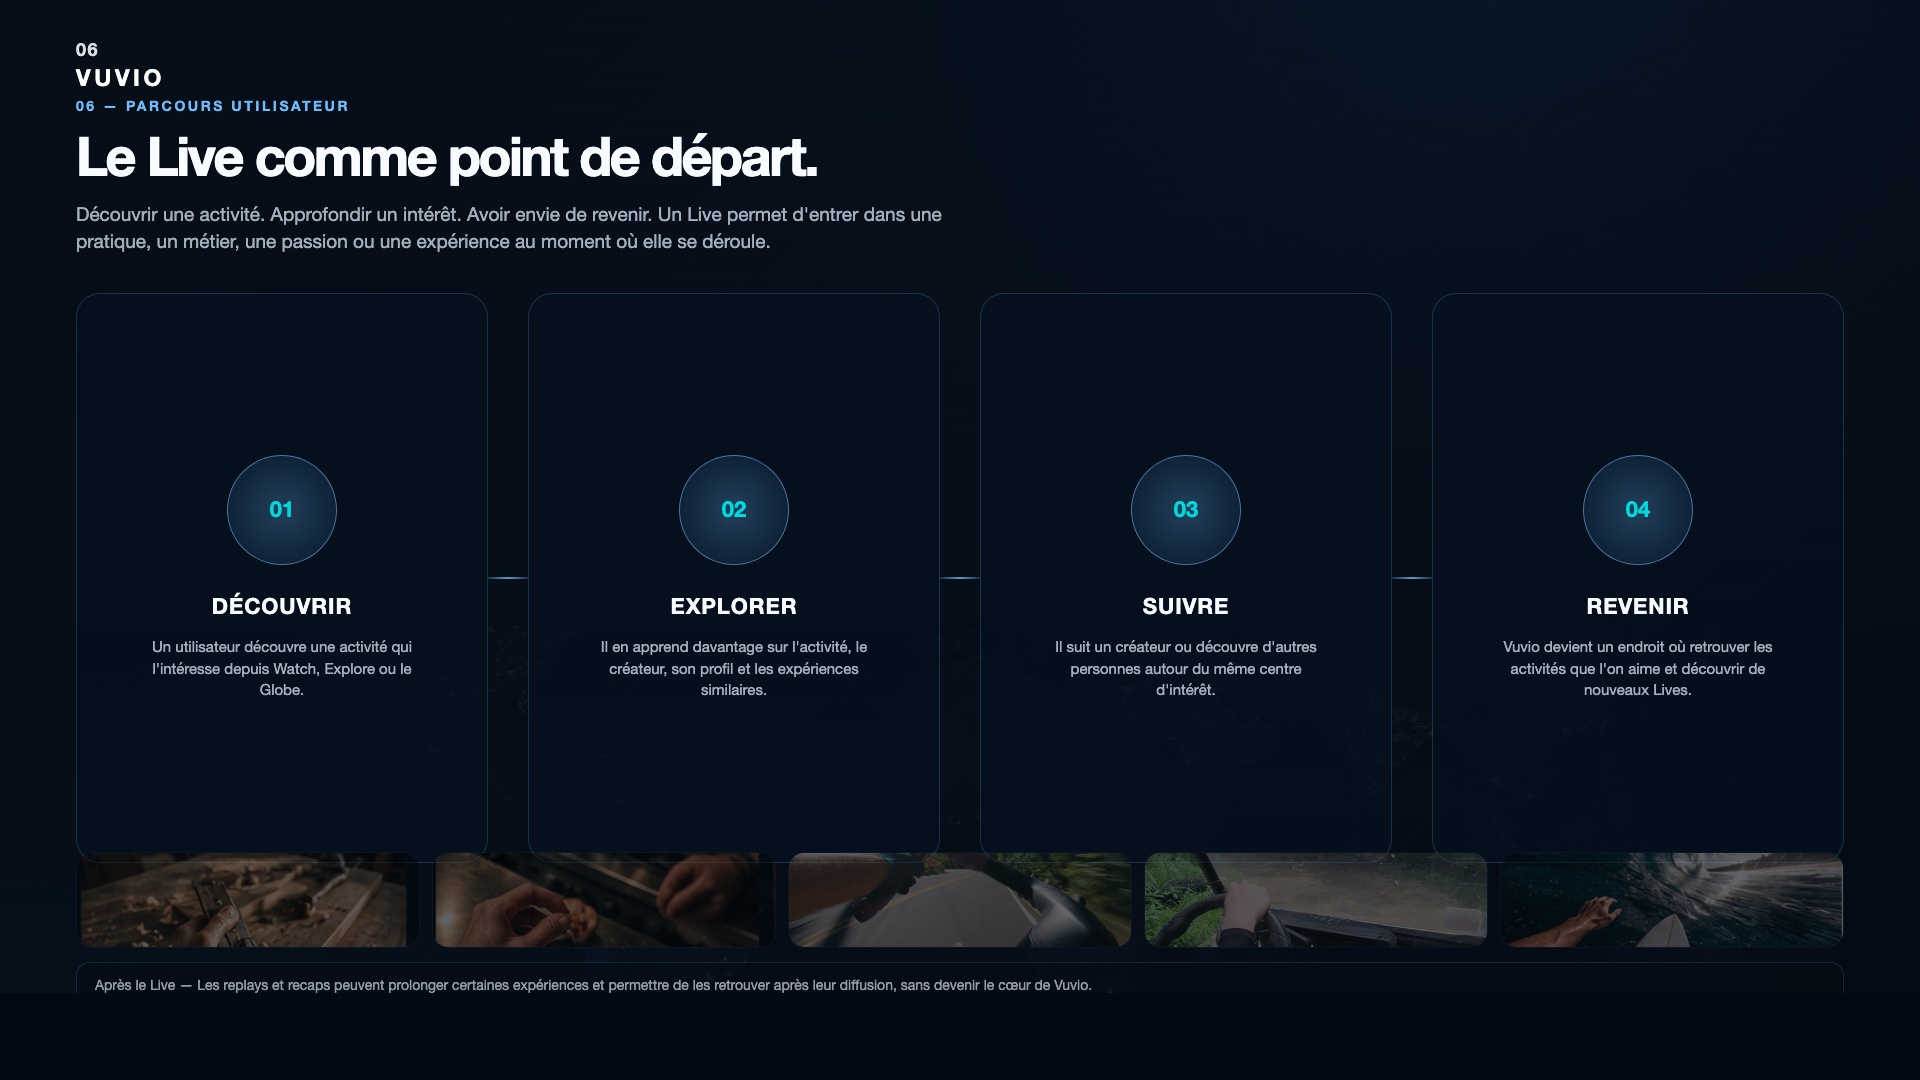 06
VUVIO
06 — PARCOURS UTILISATEUR
Le Live comme point de départ.
Découvrir une activité. Approfondir un intérêt. Avoir envie de revenir. Un Live permet d'entrer dans une
pratique, un métier, une passion ou une expérience au moment où elle se déroule.
01
DÉCOUVRIR
Un utilisateur découvre une activité qui
l'intéresse depuis Watch, Explore ou le
Globe.
02
EXPLORER
Il en apprend davantage sur l'activité, le
créateur, son profil et les expériences
similaires.
03
SUIVRE
Il suit un créateur ou découvre d'autres
personnes autour du même centre
d'intérêt.
04
REVENIR
Vuvio devient un endroit où retrouver les
activités que l'on aime et découvrir de
nouveaux Lives.
Après le Live — Les replays et recaps peuvent prolonger certaines expériences et permettre de les retrouver après leur diffusion, sans devenir le cœur de Vuvio.